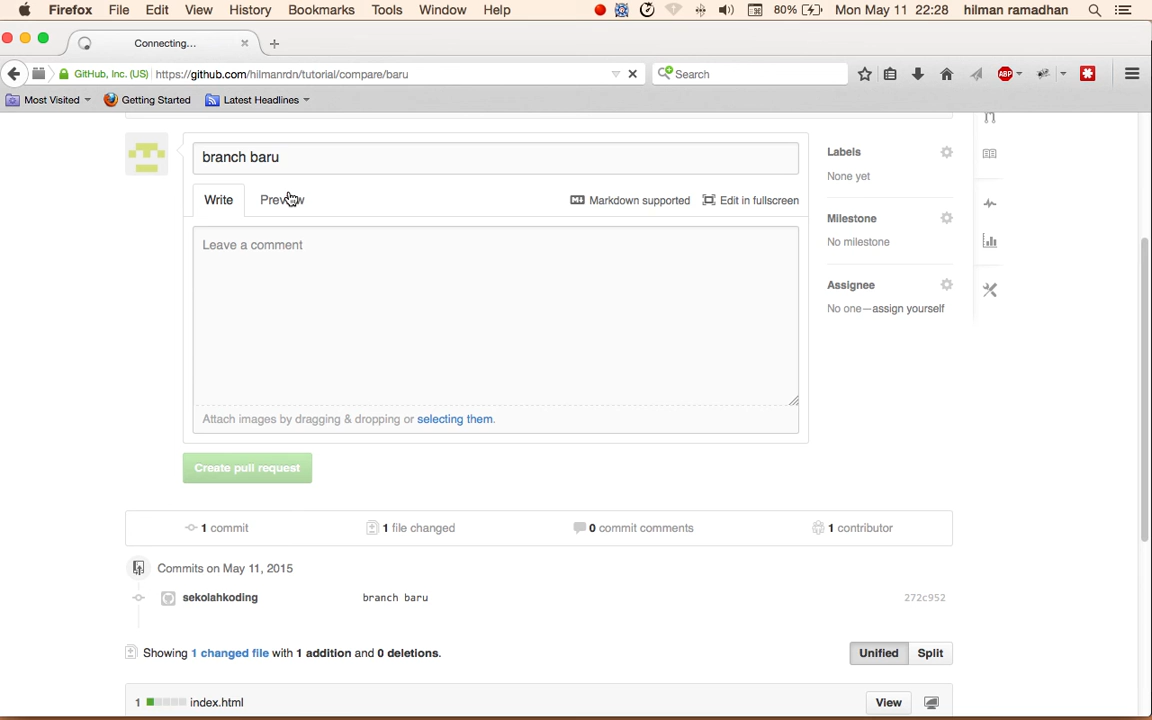 Firefox File Edit View History Bookmarks Tools Window Help 80% Mon May 11 22:28 hilman ramadhan
Connecting...
GitHub, Inc. (US) https://github.com/hilmanrdn/tutorial/compare/baru Search ABP
Most Visited Getting Started Latest Headlines
branch baru
Labels
None yet
Write Preview Markdown supported Edit in fullscreen
Milestone
No milestone
Leave a comment
Assignee
No one—assign yourself
Attach images by dragging & dropping or selecting them.
Create pull request
1 commit 1 file changed 0 commit comments 1 contributor
Commits on May 11, 2015
sekolahkoding branch baru 272c952
Showing 1 changed file with 1 addition and 0 deletions. Unified Split
1 index.html View